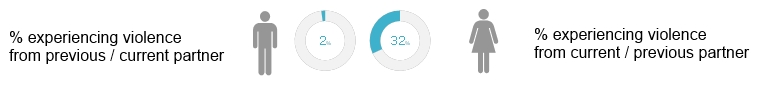 % experiencing violence
from previous / current partner
2%
32%
% experiencing violence
from current / previous partner